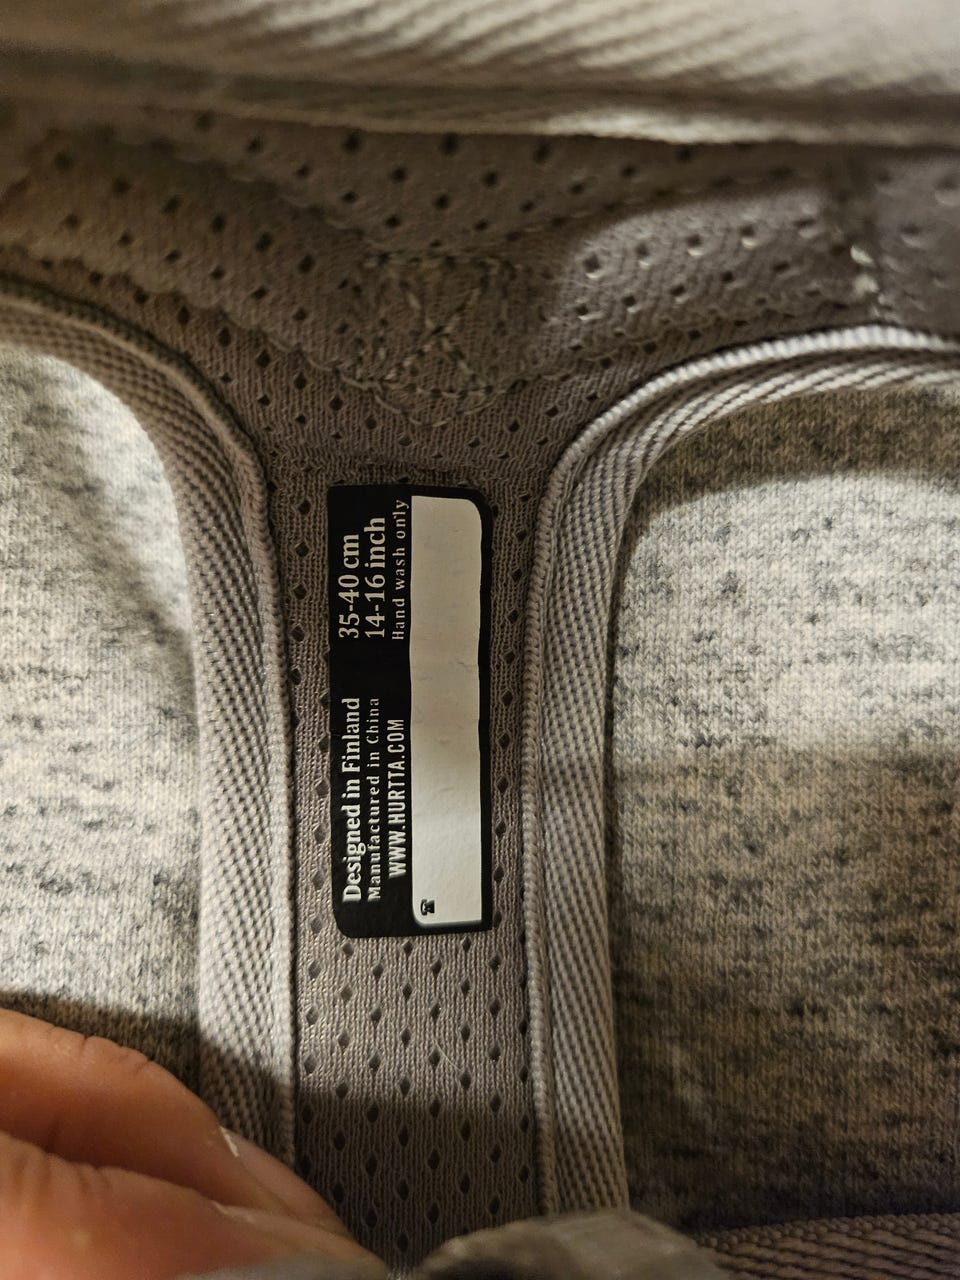 35-40 cm
14-16 inch
Hand wash only
Designed in Finland
Manufactured in China
WWW.HURTTA.COM